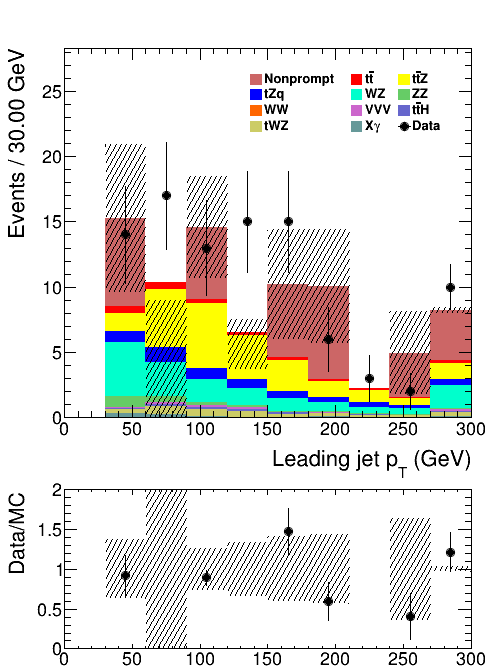 Events / 30.00 GeV
25
20
15
10
5
0
Nonprompt tt̄ tt̄Z
tZq WZ ZZ
WW VVV tt̄H
tWZ Xγ Data
0 50 100 150 200 250 300
Leading jet p_T (GeV)
Data/MC
2
1.5
1
0.5
0
0 50 100 150 200 250 300